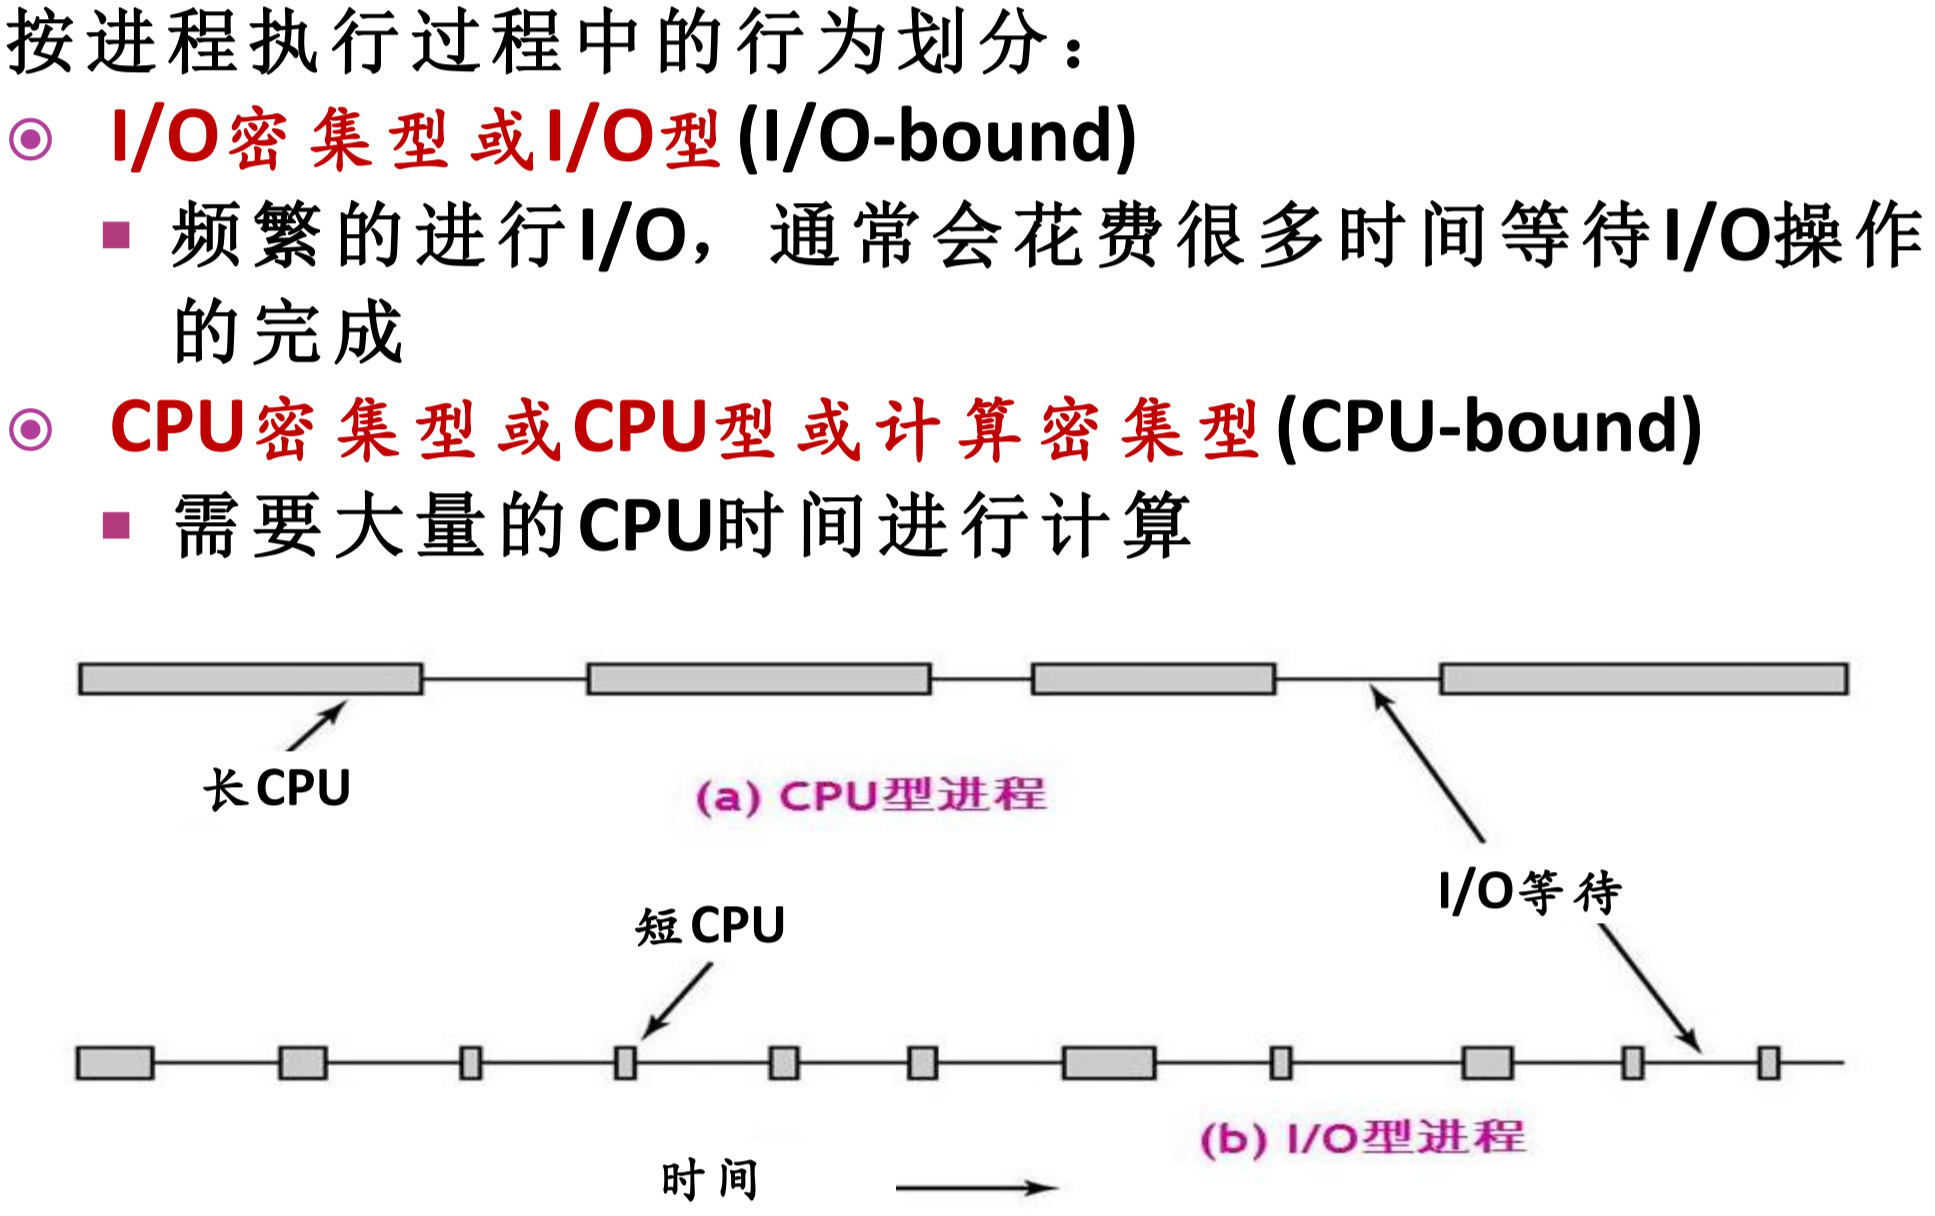 按进程执行过程中的行为划分：
I/O密集型或I/O型(I/O-bound)
频繁的进行I/O，通常会花费很多时间等待I/O操作
的完成
CPU密集型或CPU型或计算密集型(CPU-bound)
需要大量的CPU时间进行计算
长CPU
(a) CPU型进程
I/O等待
短CPU
(b) I/O型进程
时间